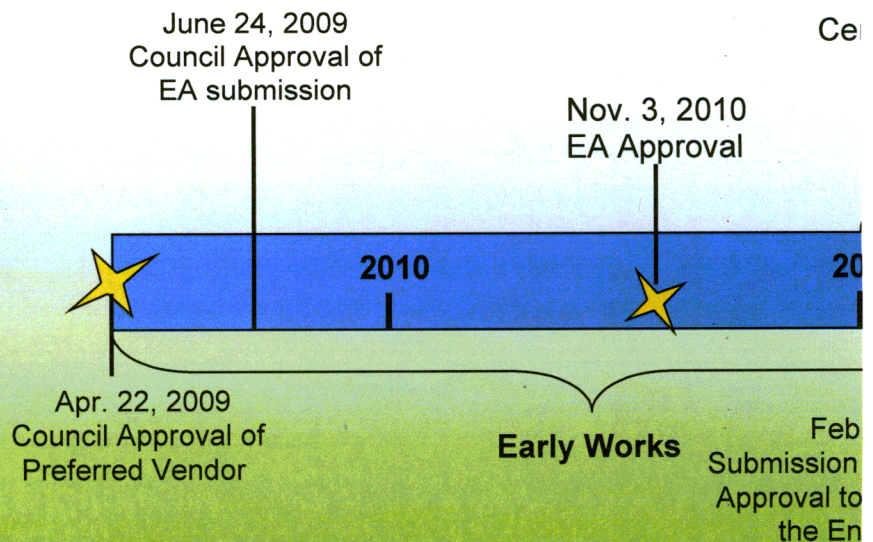 June 24, 2009
Council Approval of
EA submission
Nov. 3, 2010
EA Approval
2010
Apr. 22, 2009
Council Approval of
Preferred Vendor
Early Works
Feb
Submission
Approval to
the